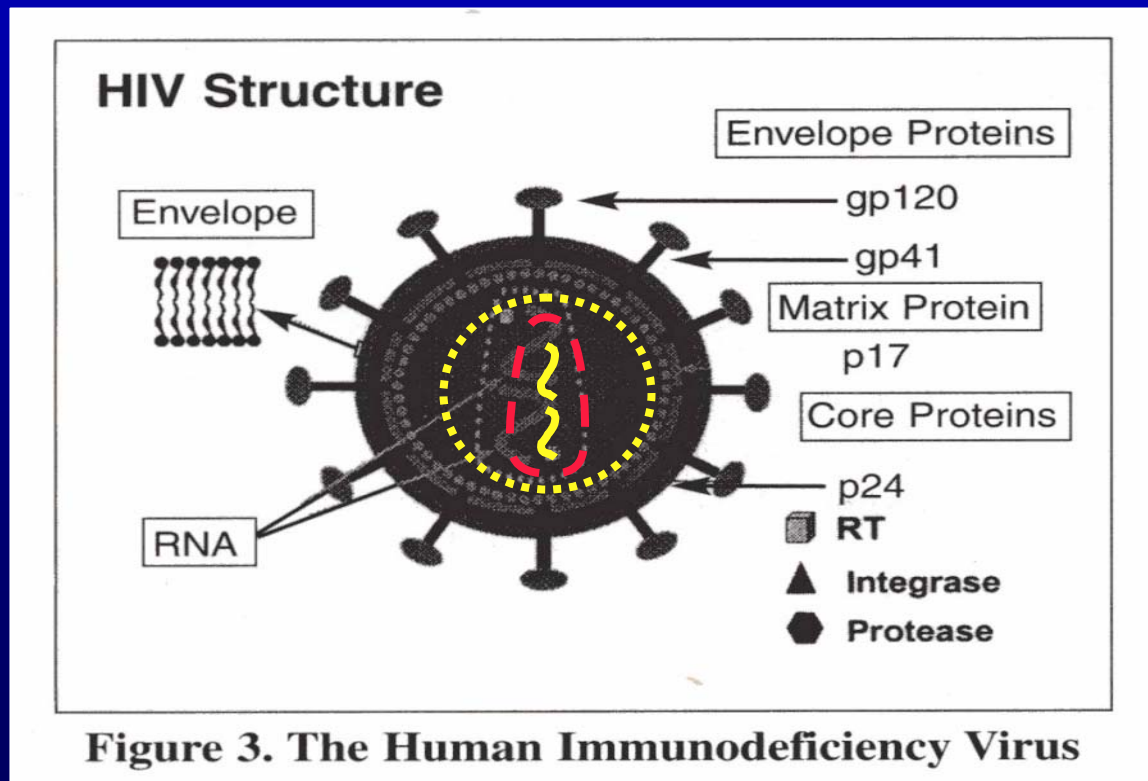 HIV Structure
Envelope Proteins
gp120
Envelope
gp41
Matrix Protein
p17
Core Proteins
p24
RNA
RT
Integrase
Protease
Figure 3. The Human Immunodeficiency Virus